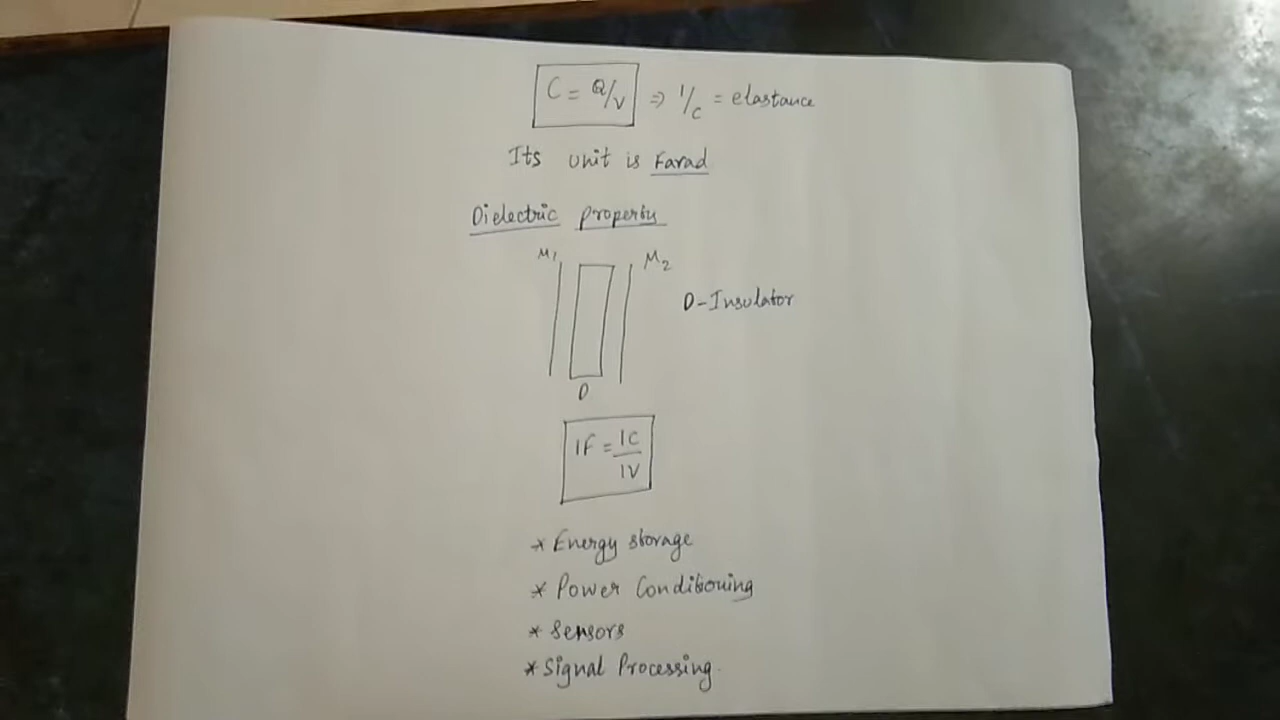 C = Q/V ⇒ 1/C = elastance
Its unit is Farad
Dielectric property
M1 M2
D-Insulator
D
1F = 1C/1V
* Energy storage
* Power Conditioning
* Sensors
* Signal Processing.